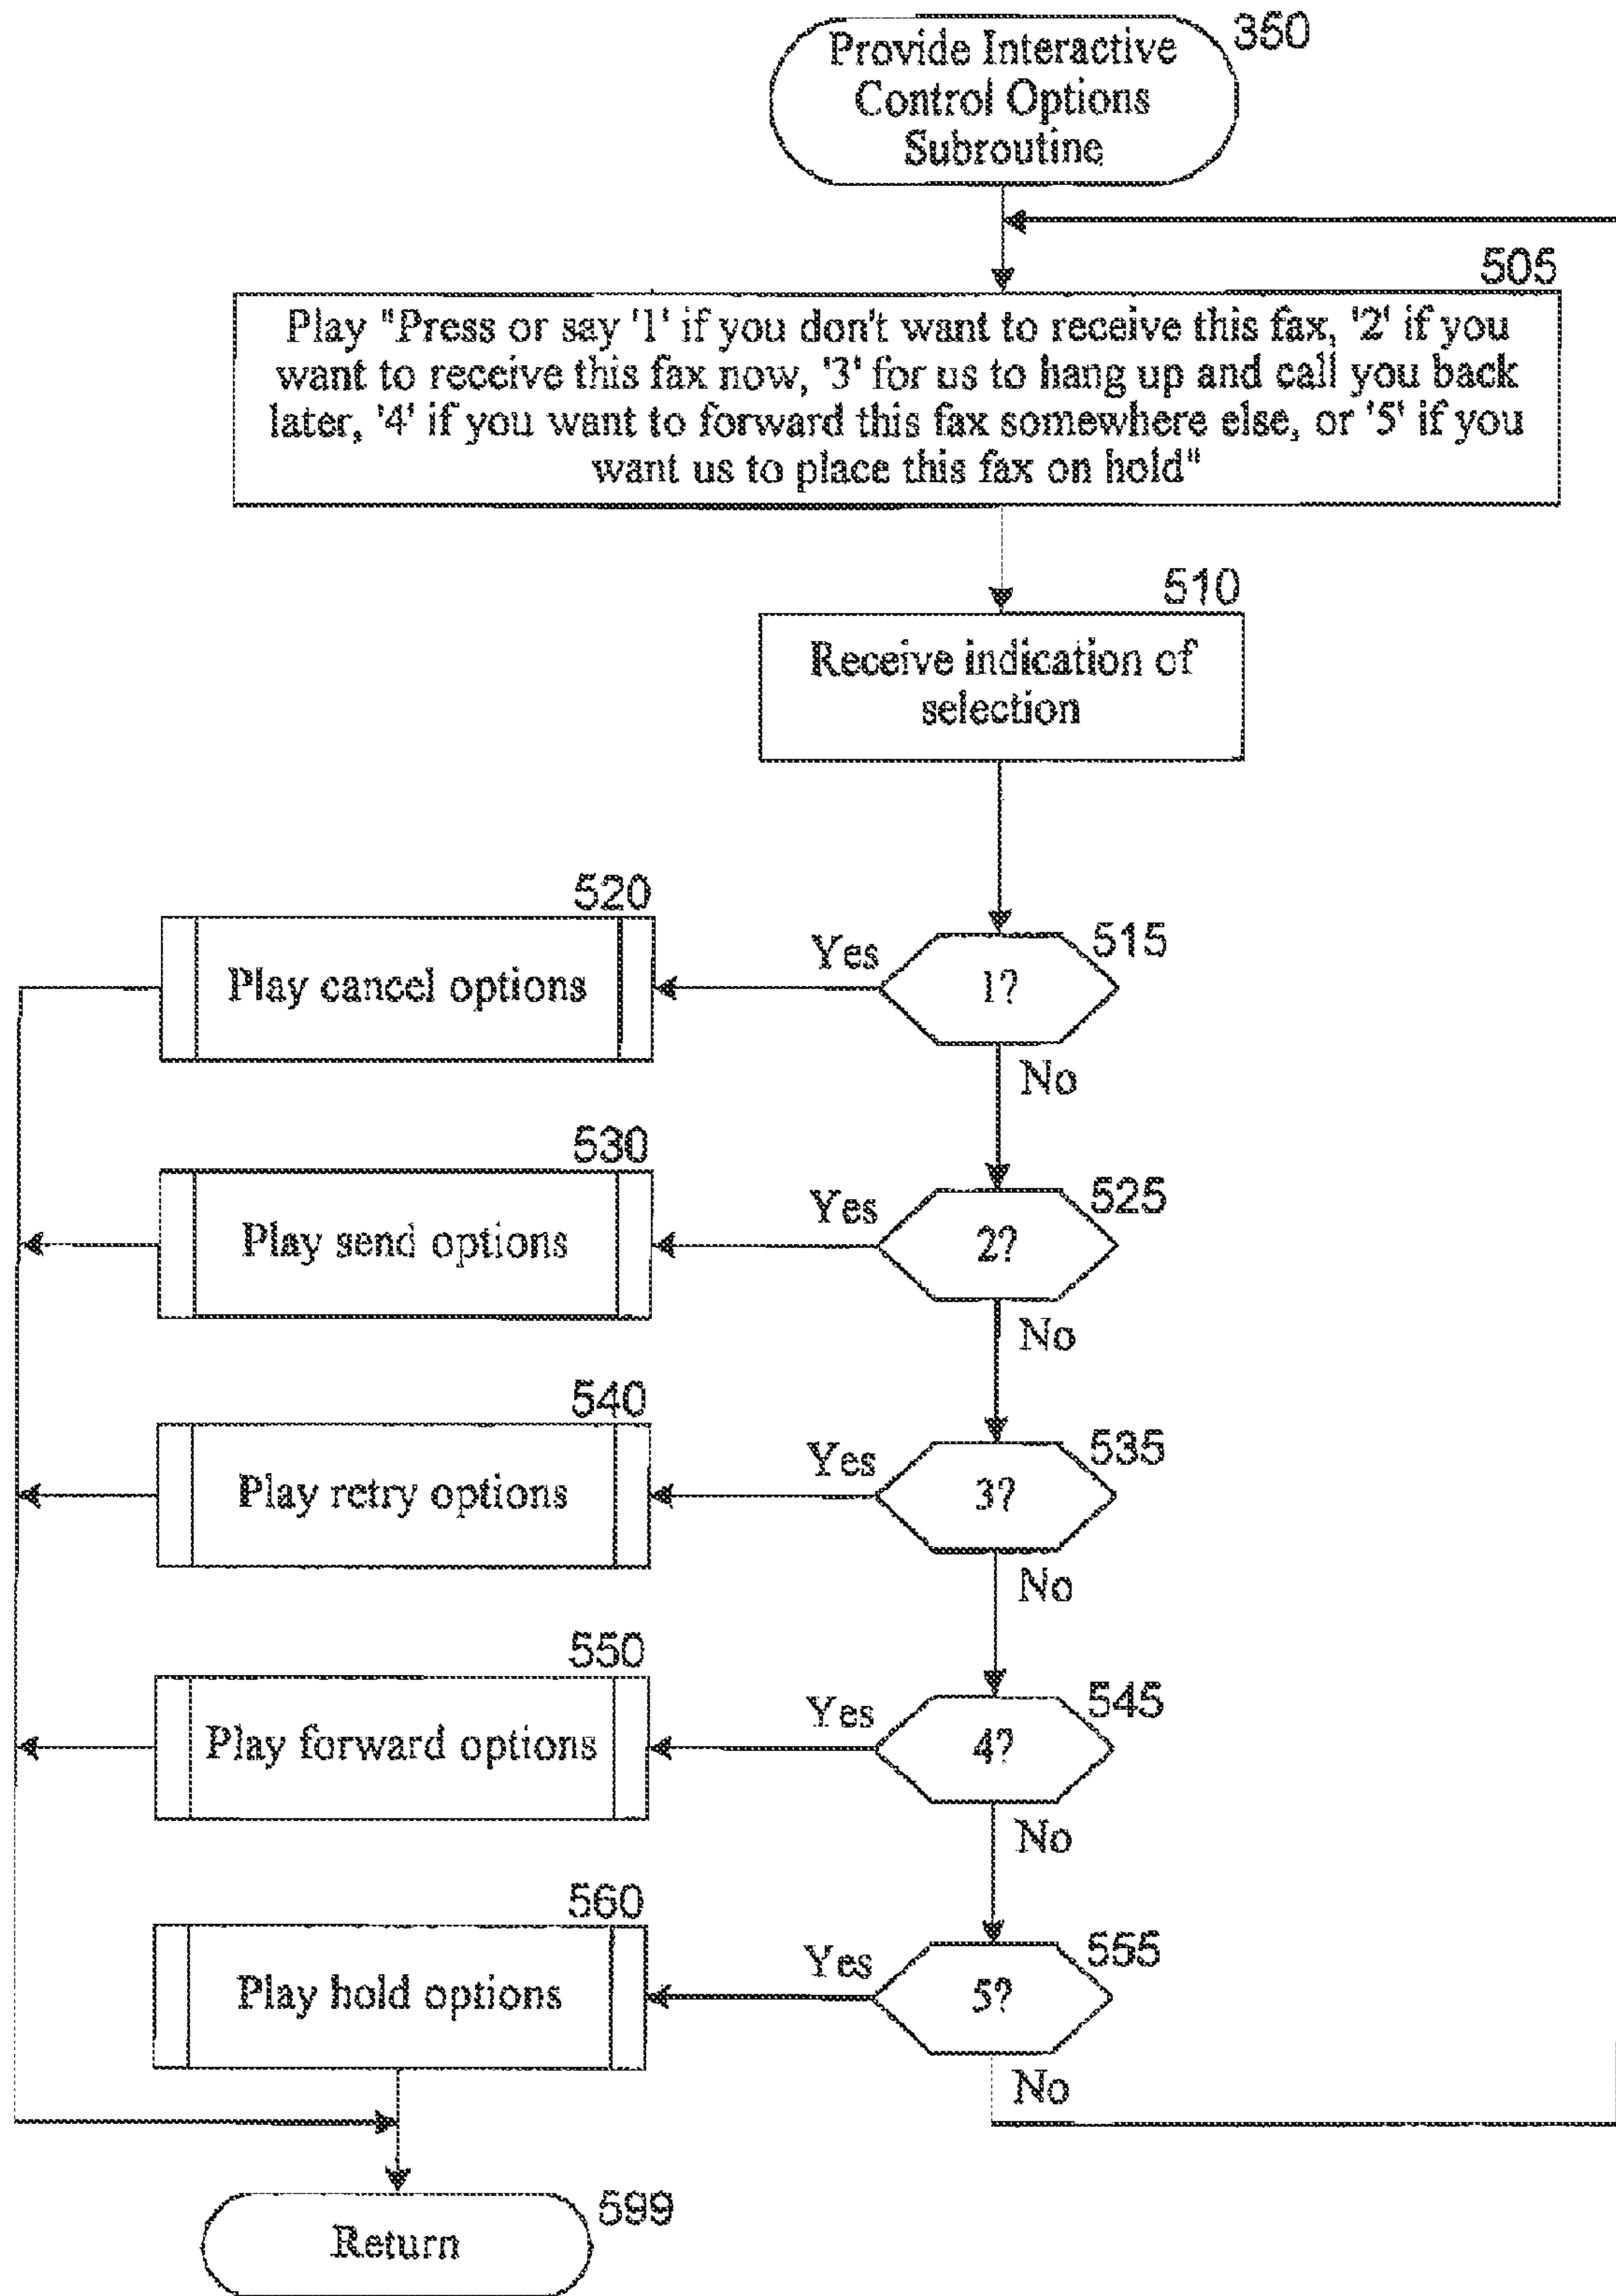 350
Provide Interactive
Control Options
Subroutine
505
Play "Press or say '1' if you don't want to receive this fax, '2' if you
want to receive this fax now, '3' for us to hang up and call you back
later, '4' if you want to forward this fax somewhere else, or '5' if you
want us to place this fax on hold"
510
Receive indication of
selection
520
Play cancel options
Yes
515
1?
No
530
Play send options
Yes
525
2?
No
540
Play retry options
Yes
535
3?
No
550
Play forward options
Yes
545
4?
No
560
Play hold options
Yes
555
5?
No
599
Return